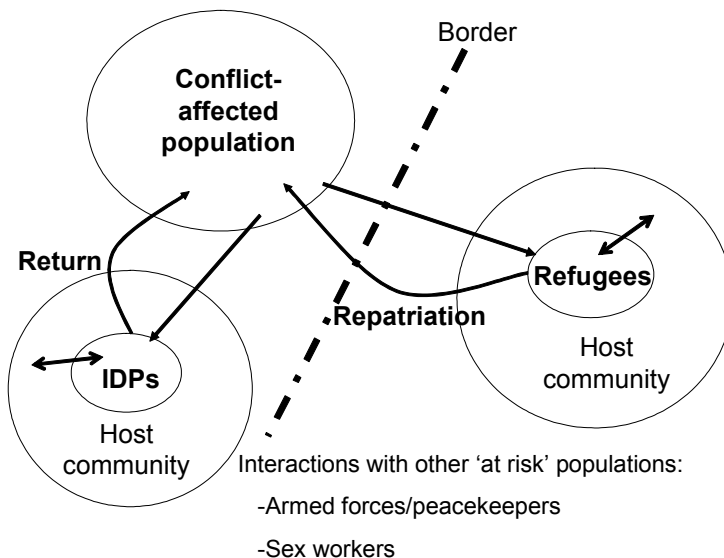 Border
Conflict-
affected
population
Return
Refugees
Repatriation
IDPs
Host
community
Host
community
Interactions with other ‘at risk’ populations:
-Armed forces/peacekeepers
-Sex workers